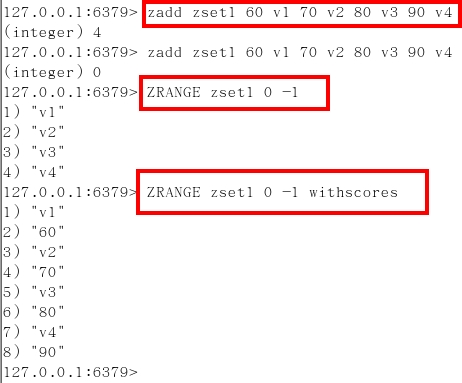 127.0.0.1:6379> zadd zset1 60 v1 70 v2 80 v3 90 v4
(integer) 4
127.0.0.1:6379> zadd zset1 60 v1 70 v2 80 v3 90 v4
(integer) 0
127.0.0.1:6379> ZRANGE zset1 0 -1
1) "v1"
2) "v2"
3) "v3"
4) "v4"
127.0.0.1:6379> ZRANGE zset1 0 -1 withscores
1) "v1"
2) "60"
3) "v2"
4) "70"
5) "v3"
6) "80"
7) "v4"
8) "90"
127.0.0.1:6379>